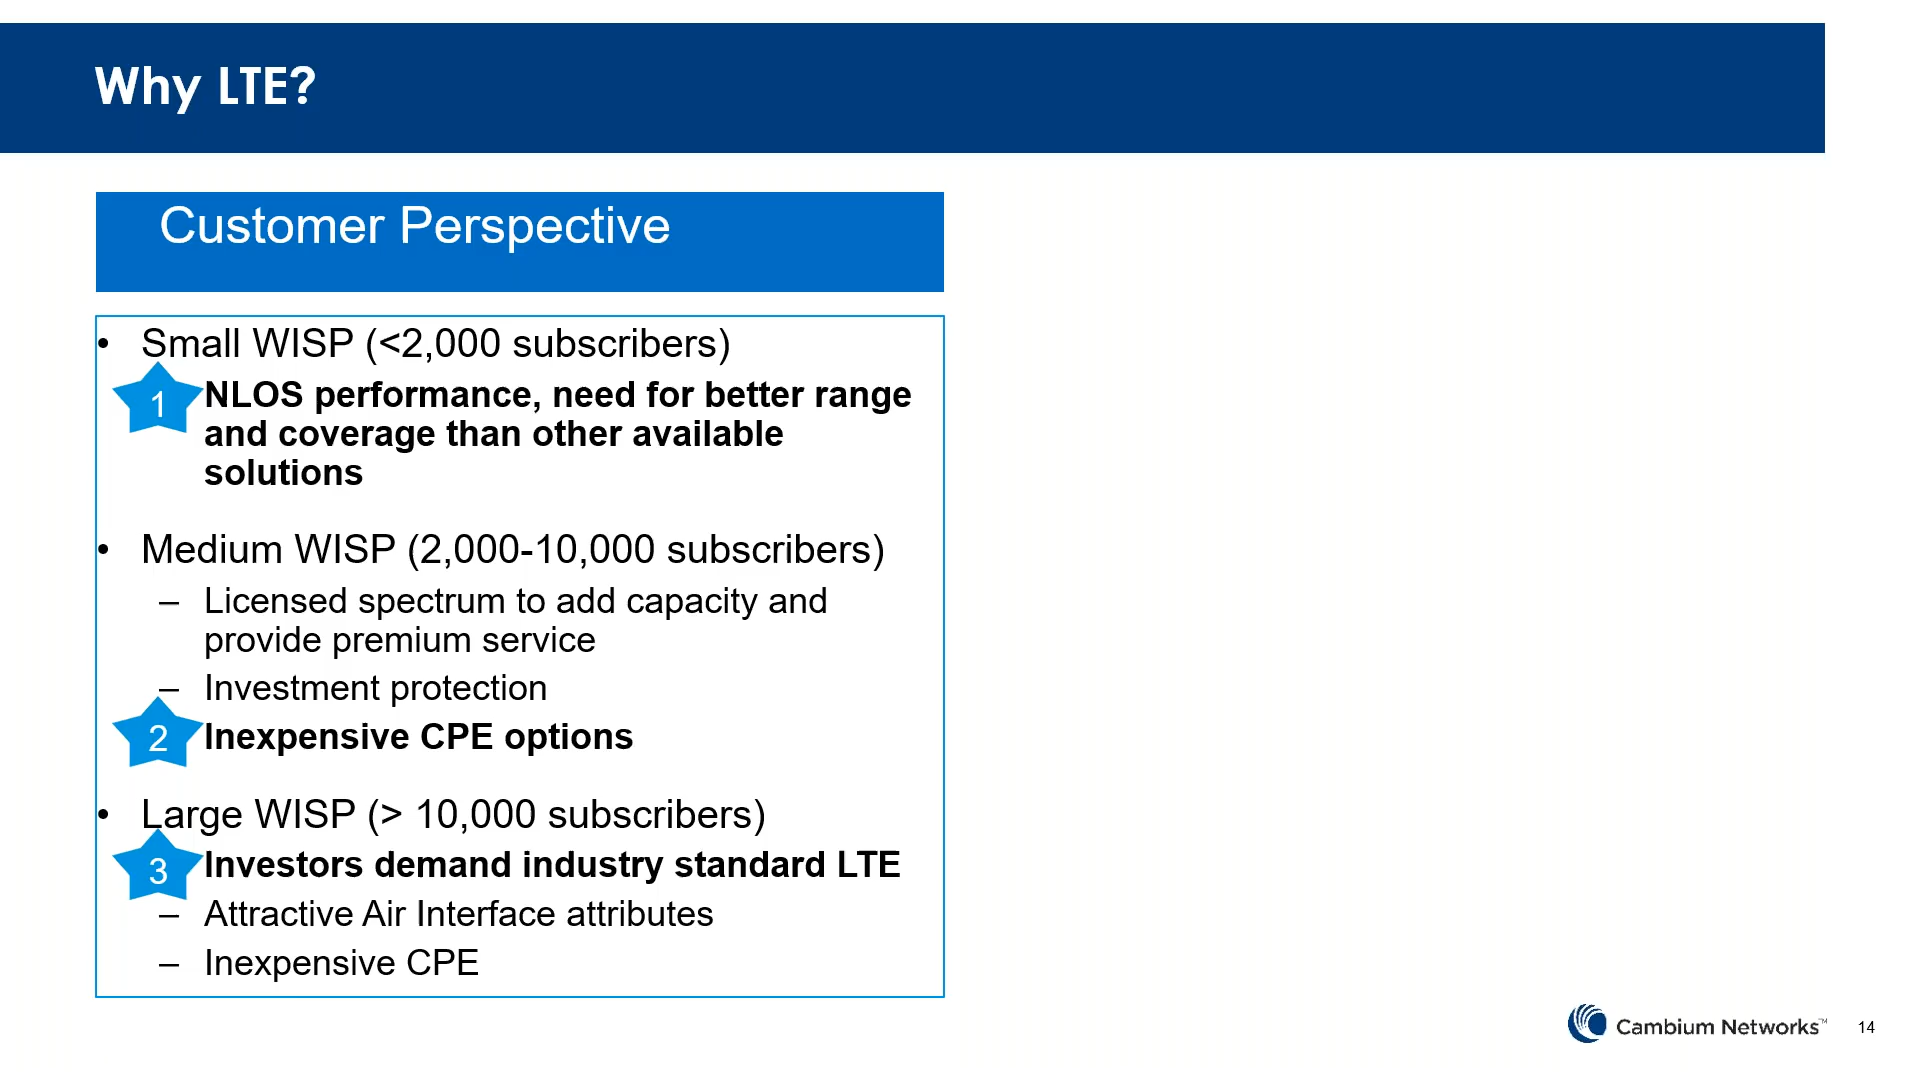 Why LTE?
Customer Perspective
• Small WISP (<2,000 subscribers)
1 NLOS performance, need for better range
and coverage than other available
solutions
• Medium WISP (2,000-10,000 subscribers)
– Licensed spectrum to add capacity and
provide premium service
– Investment protection
2 Inexpensive CPE options
• Large WISP (> 10,000 subscribers)
3 Investors demand industry standard LTE
– Attractive Air Interface attributes
– Inexpensive CPE
Cambium Networks™ 14